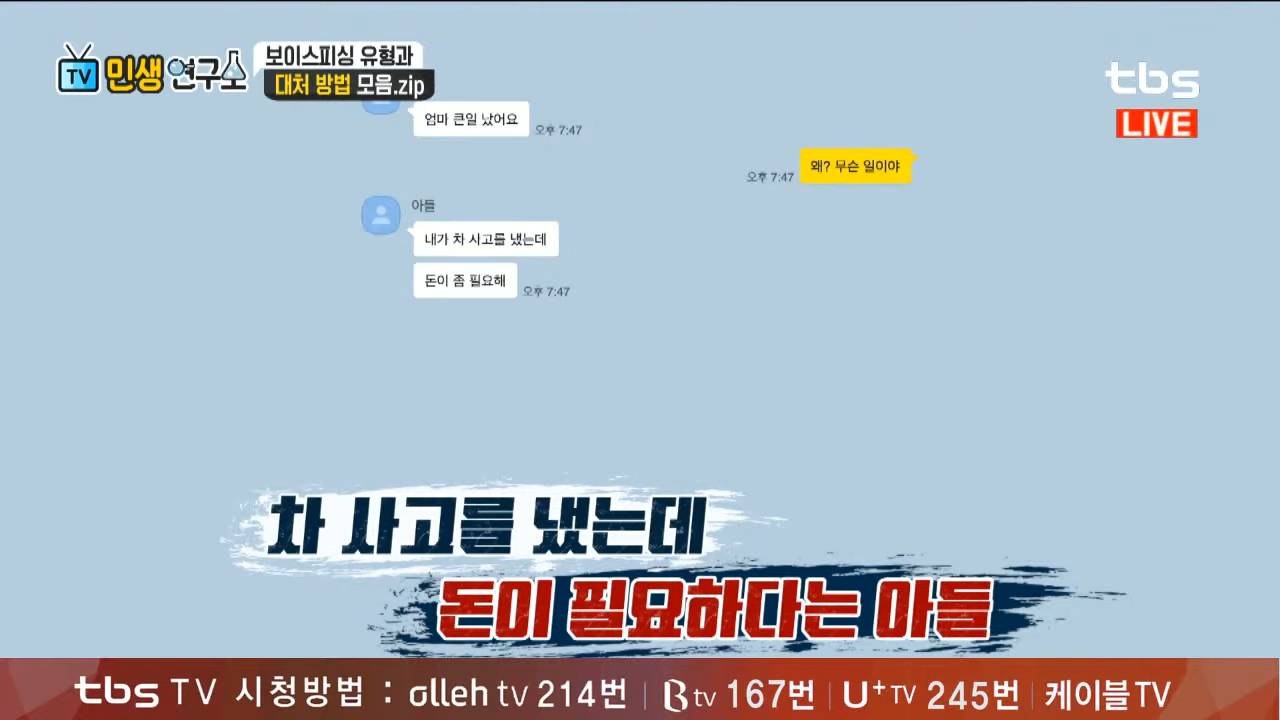 TV 민생 연구소
보이스피싱 유형과
대처 방법 모음.zip
tbs
LIVE
엄마 큰일 났어요
오후 7:47
왜? 무슨 일이야
오후 7:47
아들
내가 차 사고를 냈는데
돈이 좀 필요해
오후 7:47
차 사고를 냈는데
돈이 필요하다는 아들
tbs TV 시청방법 : olleh tv 214번 | B tv 167번 | U+TV 245번 | 케이블TV